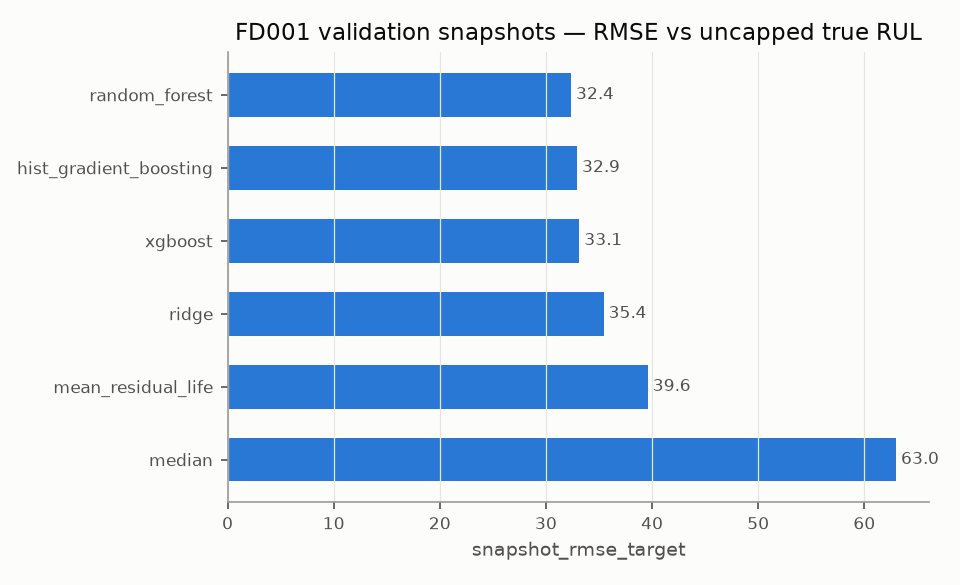 FD001 validation snapshots — RMSE vs uncapped true RUL
random_forest 32.4
hist_gradient_boosting 32.9
xgboost 33.1
ridge 35.4
mean_residual_life 39.6
median 63.0
0 10 20 30 40 50 60
snapshot_rmse_target